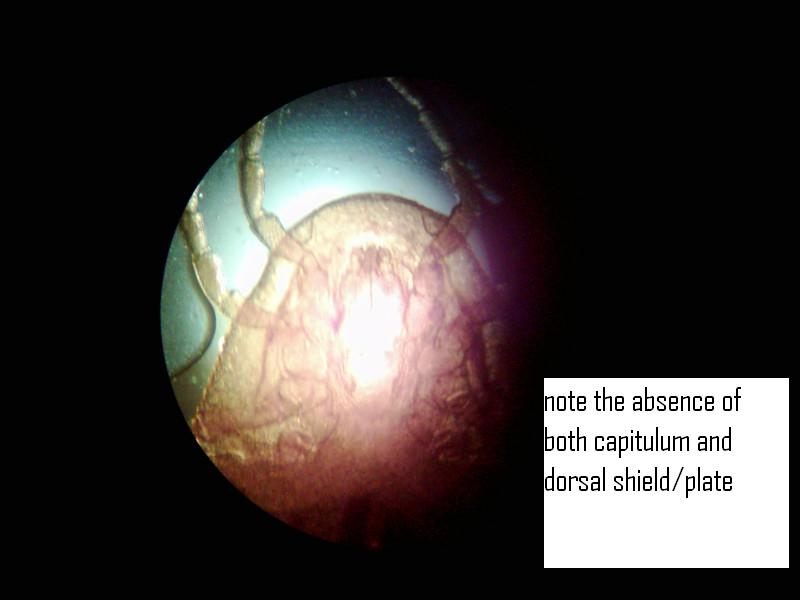 note the absence of
both capitulum and
dorsal shield/plate